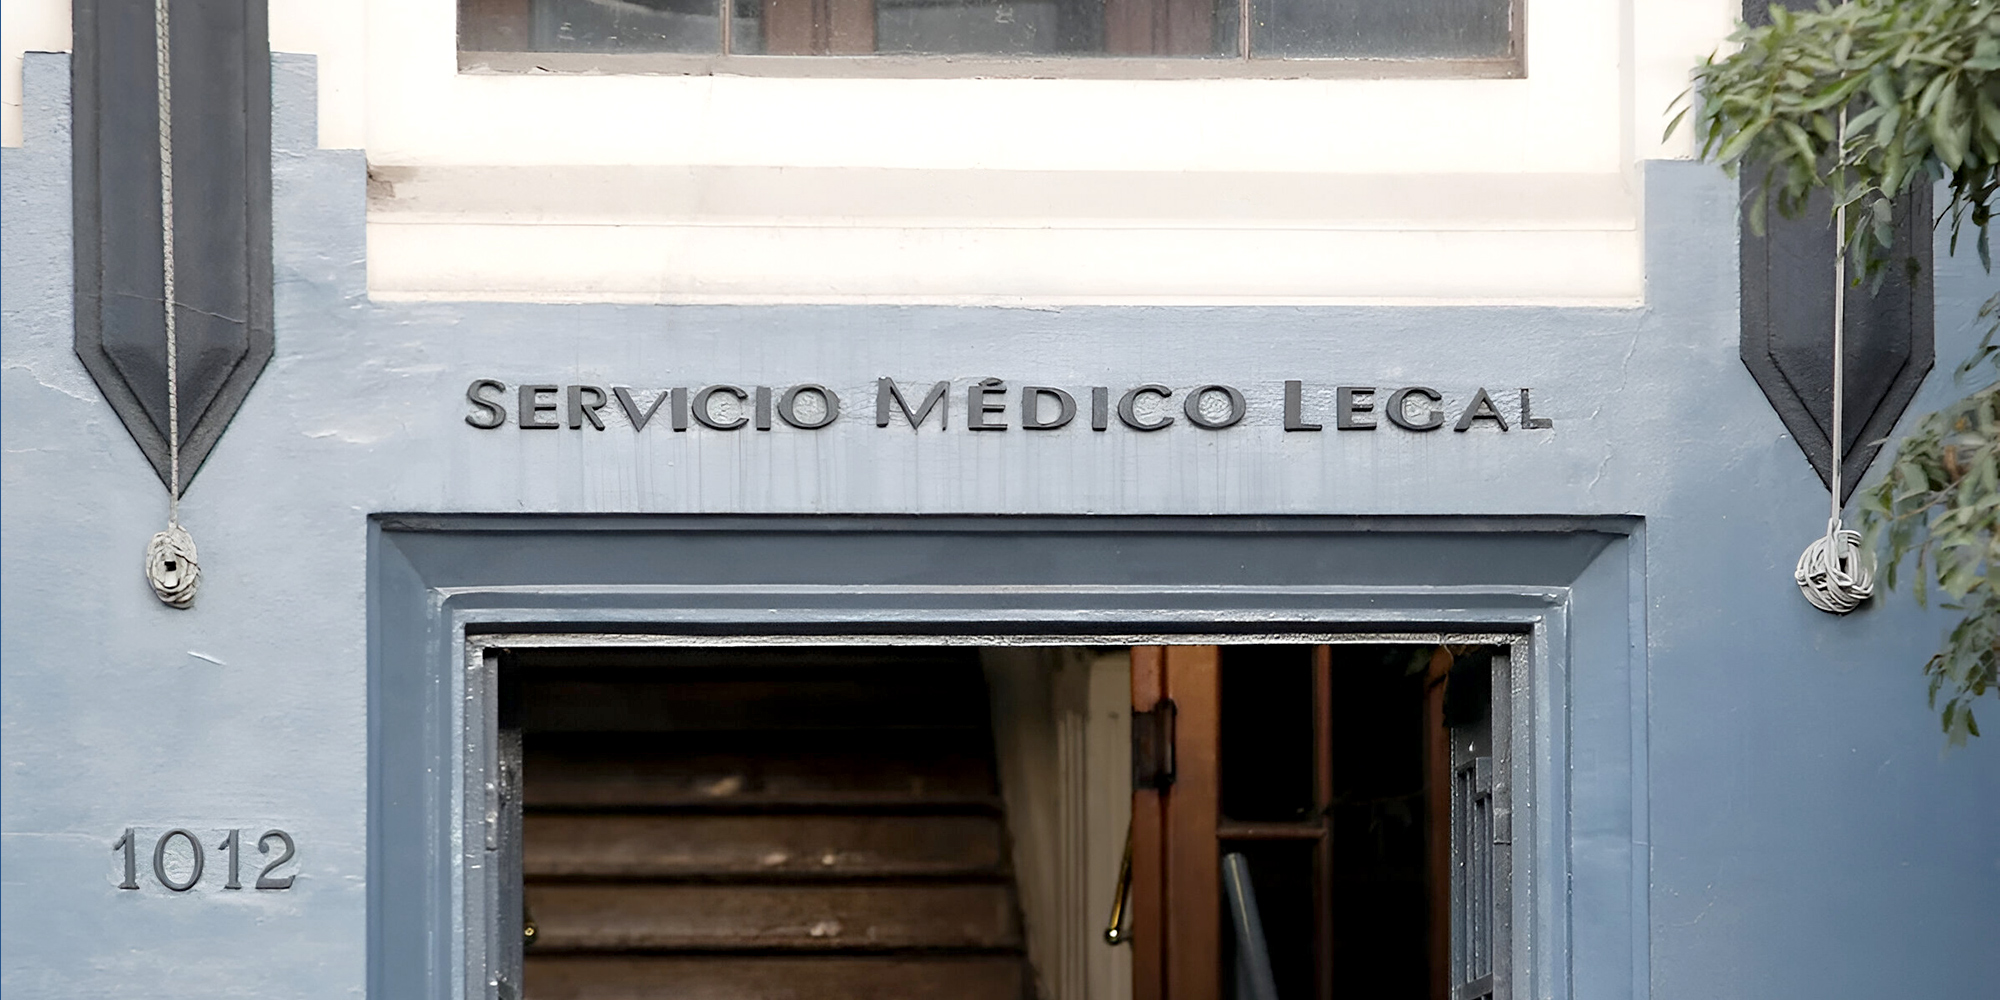 SERVICIO MÉDICO LEGAL
1012